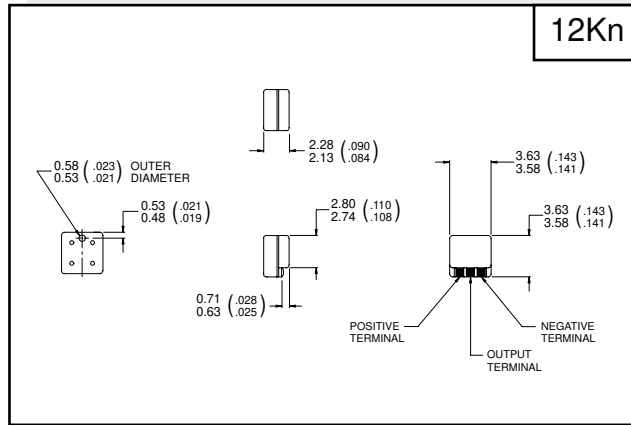 12Kn
2.28 (.090
2.13 .084)
0.58 (.023) OUTER
0.53 (.021) DIAMETER
3.63 (.143
3.58 .141)
0.53 (.021
0.48 .019)
2.80 (.110
2.74 .108)
3.63 (.143
3.58 .141)
0.71 (.028
0.63 .025)
POSITIVE
TERMINAL
NEGATIVE
TERMINAL
OUTPUT
TERMINAL